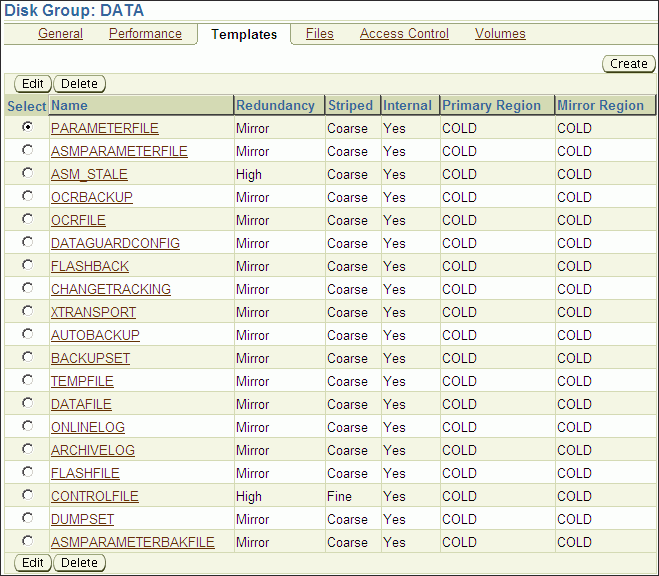 Disk Group: DATA
General Performance Templates Files Access Control Volumes
Create
Edit Delete
Select Name Redundancy Striped Internal Primary Region Mirror Region
PARAMETERFILE Mirror Coarse Yes COLD COLD
ASMPARAMETERFILE Mirror Coarse Yes COLD COLD
ASM_STALE High Coarse Yes COLD COLD
OCRBACKUP Mirror Coarse Yes COLD COLD
OCRFILE Mirror Coarse Yes COLD COLD
DATAGUARDCONFIG Mirror Coarse Yes COLD COLD
FLASHBACK Mirror Coarse Yes COLD COLD
CHANGETRACKING Mirror Coarse Yes COLD COLD
XTRANSPORT Mirror Coarse Yes COLD COLD
AUTOBACKUP Mirror Coarse Yes COLD COLD
BACKUPSET Mirror Coarse Yes COLD COLD
TEMPFILE Mirror Coarse Yes COLD COLD
DATAFILE Mirror Coarse Yes COLD COLD
ONLINELOG Mirror Coarse Yes COLD COLD
ARCHIVELOG Mirror Coarse Yes COLD COLD
FLASHFILE Mirror Coarse Yes COLD COLD
CONTROLFILE High Fine Yes COLD COLD
DUMPSET Mirror Coarse Yes COLD COLD
ASMPARAMETERBAKFILE Mirror Coarse Yes COLD COLD
Edit Delete